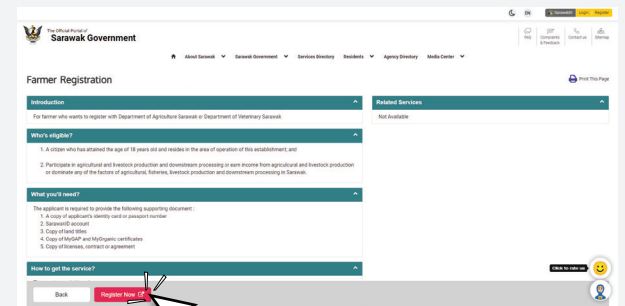 EN
SarawakID
Login
Register
The Official Portal of
Sarawak Government
FAQ
Complaints & Feedback
Contact us
Sitemap
About Sarawak
Sarawak Government
Services Directory
Residents
Agency Directory
Media Center
Farmer Registration
Print This Page
Introduction
For farmer who wants to register with Department of Agriculture Sarawak or Department of Veterinary Sarawak
Who's eligible?
1. A citizen who has attained the age of 18 years old and resides in the area of operation of this establishment; and
2. Participate in agricultural and livestock production and downstream processing or earn income from agricultural and livestock production
or dominate any of the factors of agricultural, fisheries, livestock production and downstream processing in Sarawak.
What you'll need?
The applicant is required to provide the following supporting document :
1. A copy of applicant's identity card or passport number
2. SarawakID account
3. Copy of land titles
4. Copy of MyGAP and MyOrganic certificates
5. Copy of licenses, contract or agreement
How to get the service?
Related Services
Not Available
Click to rate us
Back
Register Now